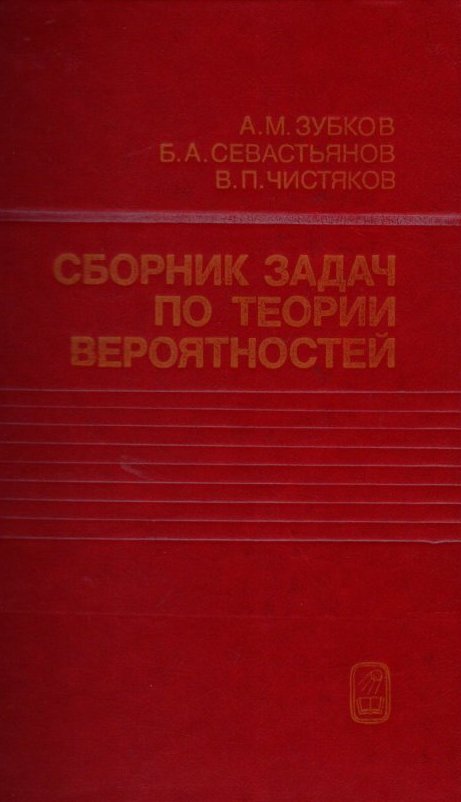 А.М. ЗУБКОВ
Б.А. СЕВАСТЬЯНОВ
В.П. ЧИСТЯКОВ
СБОРНИК ЗАДАЧ
ПО ТЕОРИИ
ВЕРОЯТНОСТЕЙ